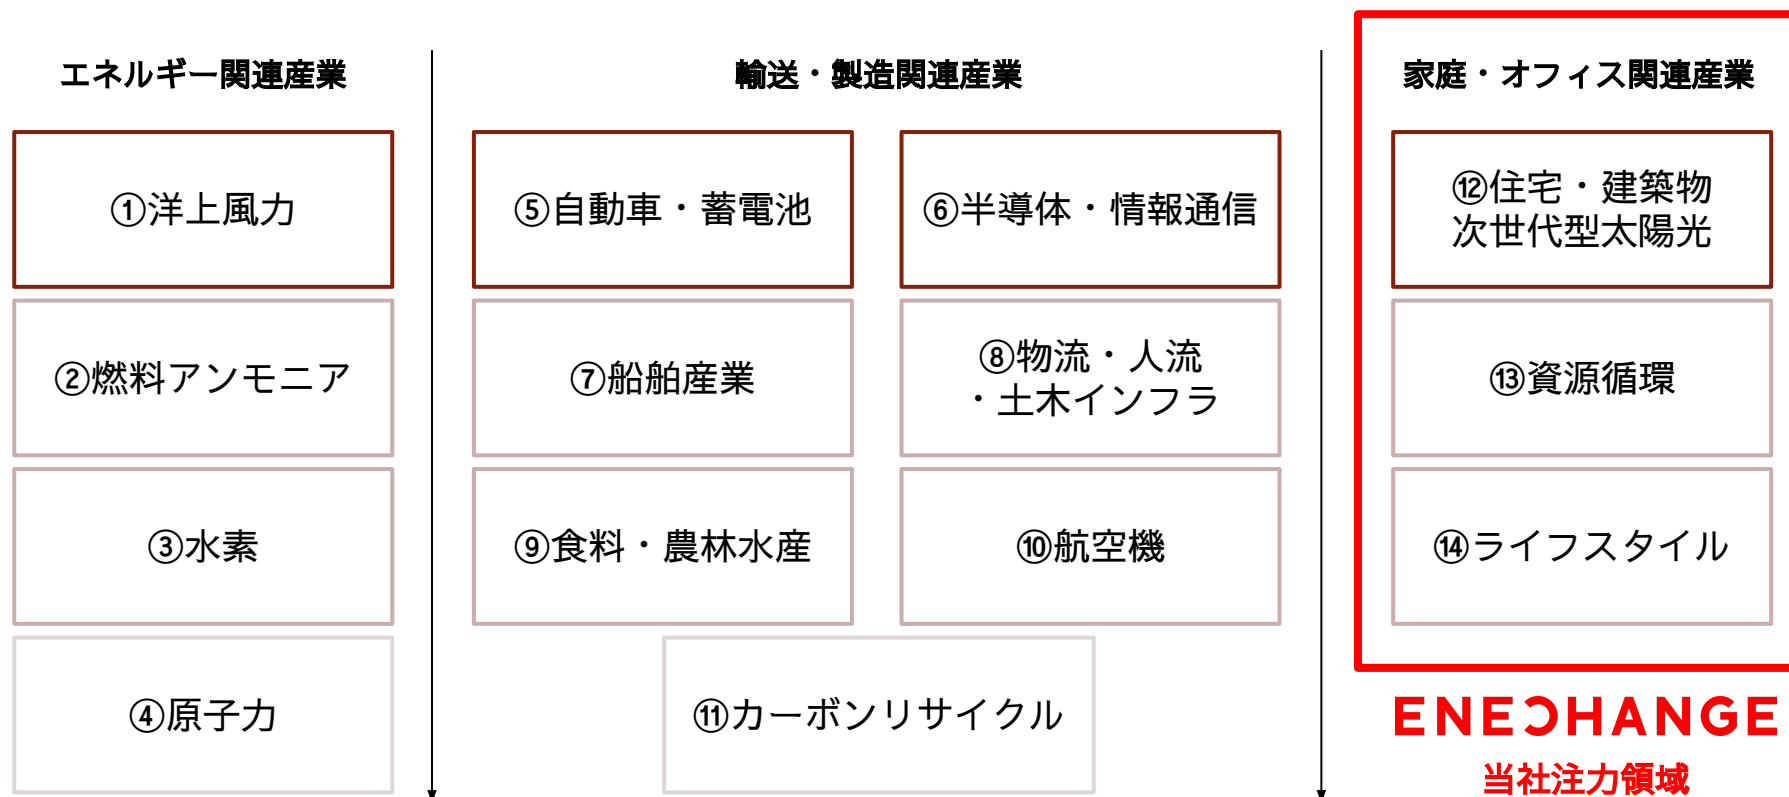 エネルギー関連産業
輸送・製造関連産業
家庭・オフィス関連産業
①洋上風力
⑤自動車・蓄電池
⑥半導体・情報通信
⑫住宅・建築物
次世代型太陽光
②燃料アンモニア
⑦船舶産業
⑧物流・人流
・土木インフラ
⑬資源循環
③水素
⑨食料・農林水産
⑩航空機
⑭ライフスタイル
④原子力
⑪カーボンリサイクル
ENECHANGE
当社注力領域